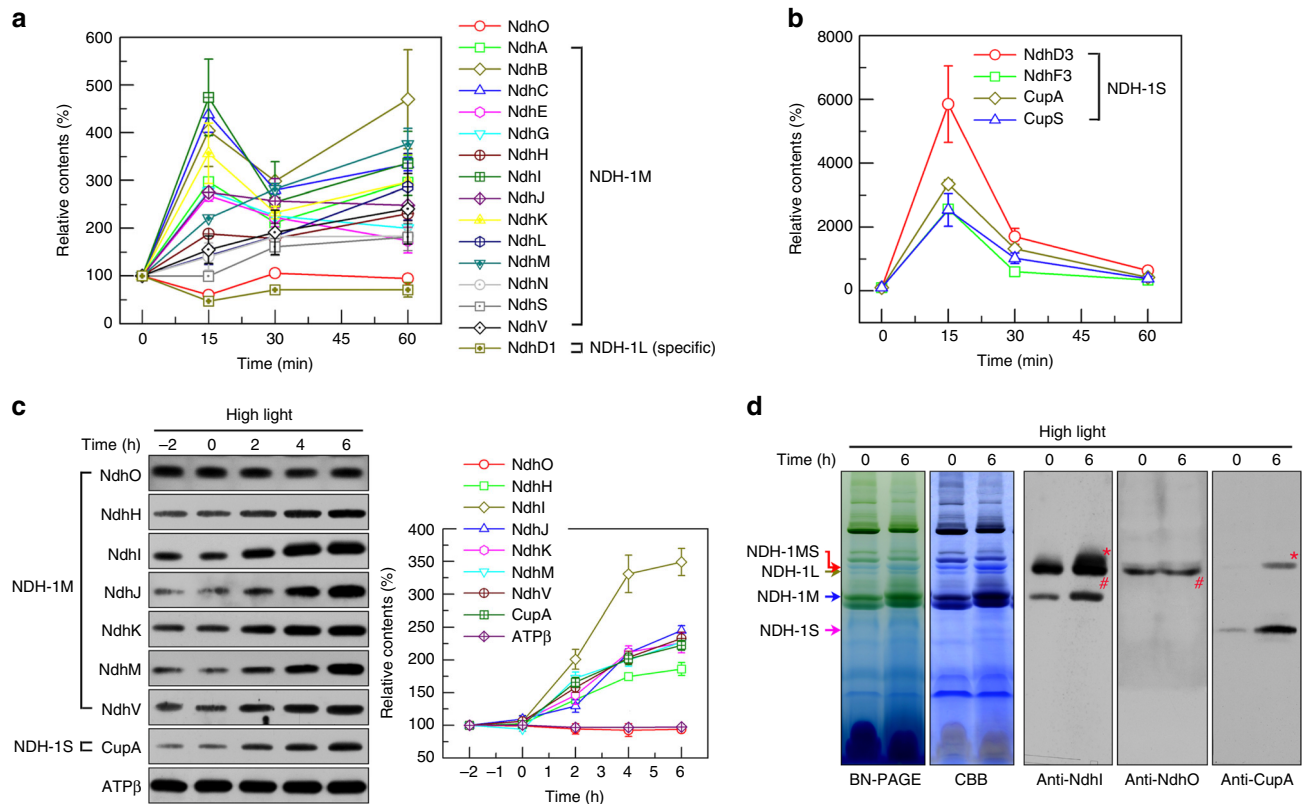 a
600
500
400
300
200
100
0
Relative contents (%)
0 15 30 45 60
Time (min)
NdhO
NdhA
NdhB
NdhC
NdhE
NdhG
NdhH
NdhI
NdhJ
NdhK
NdhL
NdhM
NdhN
NdhS
NdhV
NdhD1
NDH-1M
NDH-1L (specific)
b
8000
6000
4000
2000
0
Relative contents (%)
0 15 30 45 60
Time (min)
NdhD3
NdhF3
CupA
CupS
NDH-1S
c
High light
Time (h) –2 0 2 4 6
NDH-1M
NdhO
NdhH
NdhI
NdhJ
NdhK
NdhM
NdhV
NDH-1S CupA
ATPβ
NdhO
NdhH
NdhI
NdhJ
NdhK
NdhM
NdhV
CupA
ATPβ
400
350
300
250
200
150
100
50
Relative contents (%)
–2 –1 0 2 4 6
Time (h)
d
High light
Time (h) 0 6 0 6 0 6 0 6 0 6
NDH-1MS
NDH-1L
NDH-1M
NDH-1S
*
#
#
*
BN-PAGE CBB Anti-NdhI Anti-NdhO Anti-CupA